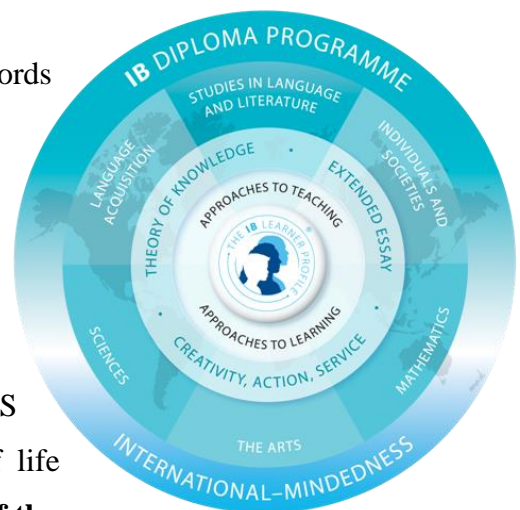 ords
IB DIPLOMA PROGRAMME
STUDIES IN LANGUAGE
AND LITERATURE
LANGUAGE
ACQUISITION
INDIVIDUALS AND
SOCIETIES
THEORY OF KNOWLEDGE
EXTENDED ESSAY
APPROACHES TO TEACHING
THE IB LEARNER PROFILE
APPROACHES TO LEARNING
CREATIVITY, ACTION, SERVICE
SCIENCES
MATHEMATICS
THE ARTS
INTERNATIONAL–MINDEDNESS
S
f life
f the